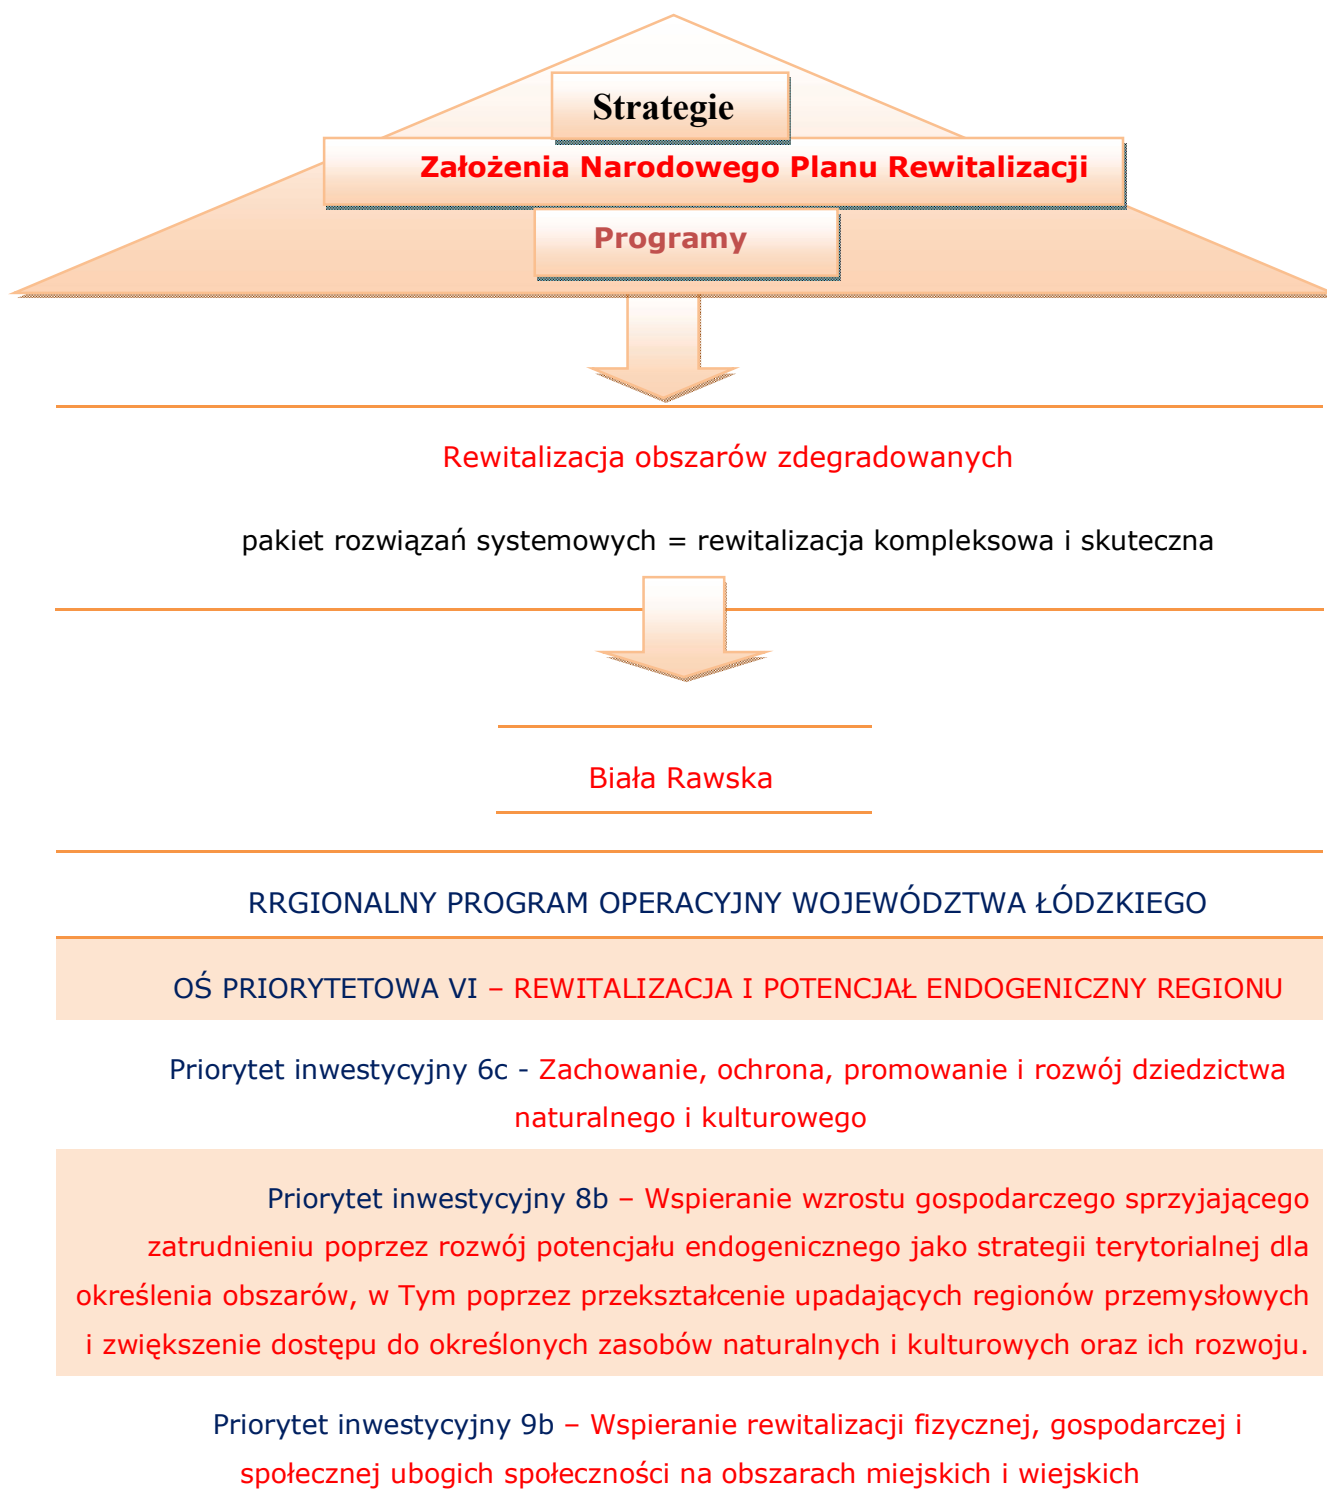 Strategie
Założenia Narodowego Planu Rewitalizacji
Programy
Rewitalizacja obszarów zdegradowanych
pakiet rozwiązań systemowych = rewitalizacja kompleksowa i skuteczna
Biała Rawska
RRGIONALNY PROGRAM OPERACYJNY WOJEWÓDZTWA ŁÓDZKIEGO
OŚ PRIORYTETOWA VI – REWITALIZACJA I POTENCJAŁ ENDOGENICZNY REGIONU
Priorytet inwestycyjny 6c - Zachowanie, ochrona, promowanie i rozwój dziedzictwa
naturalnego i kulturowego
Priorytet inwestycyjny 8b – Wspieranie wzrostu gospodarczego sprzyjającego
zatrudnieniu poprzez rozwój potencjału endogenicznego jako strategii terytorialnej dla
określenia obszarów, w Tym poprzez przekształcenie upadających regionów przemysłowych
i zwiększenie dostępu do określonych zasobów naturalnych i kulturowych oraz ich rozwoju.
Priorytet inwestycyjny 9b – Wspieranie rewitalizacji fizycznej, gospodarczej i
społecznej ubogich społeczności na obszarach miejskich i wiejskich